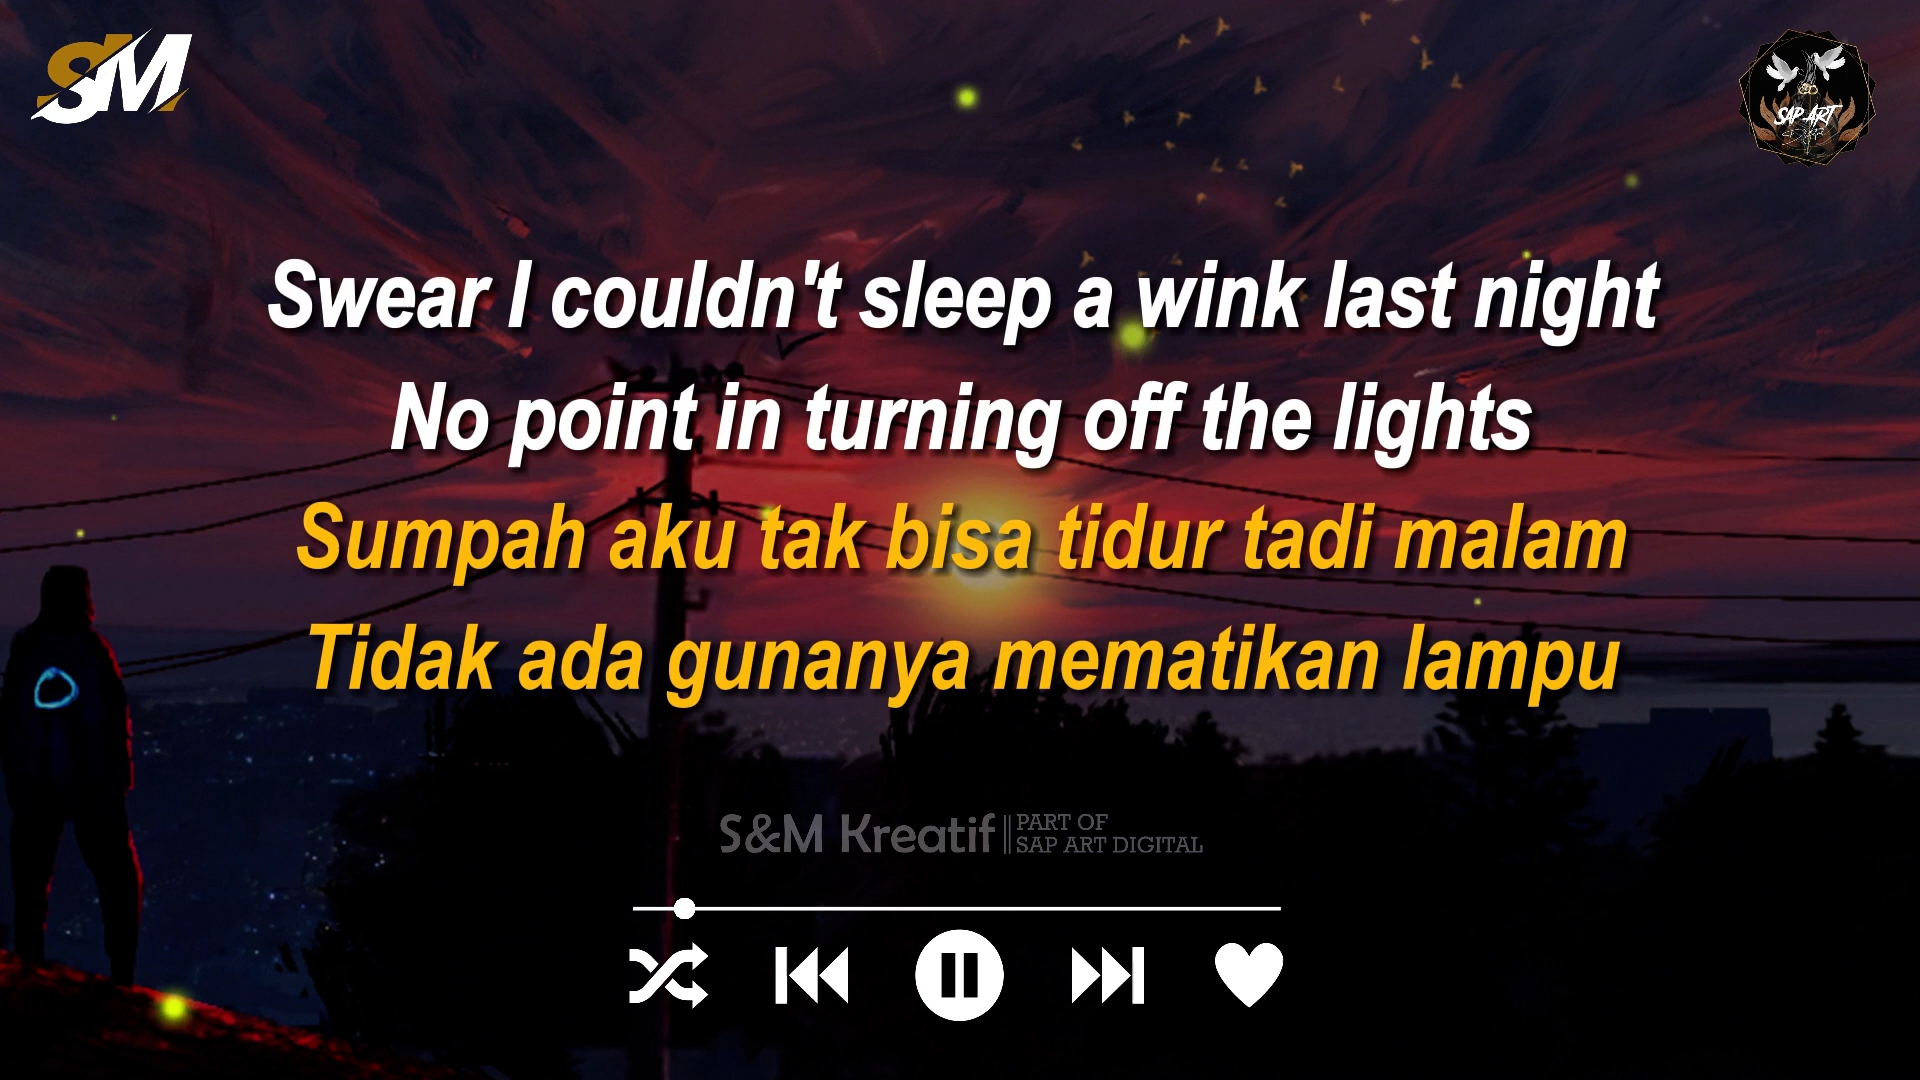 SM
SAP ART
Swear I couldn't sleep a wink last night
No point in turning off the lights
Sumpah aku tak bisa tidur tadi malam
Tidak ada gunanya mematikan lampu
S&M Kreatif
PART OF
SAP ART DIGITAL